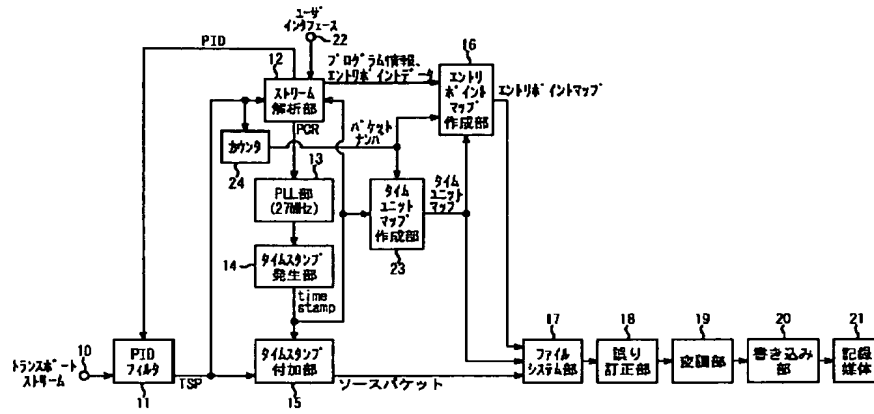 ユーザ
インタフェース
22
PID
12
ストリーム
解析部
プログラム情報、
エントリポイントデータ
16
エントリ
ポイント
マップ
作成部
エントリポイントマップ
PCR
パケット
ナンバ
カウンタ
24
13
PLL部
(27MHz)
タイム
ユニット
マップ
作成部
23
タイム
ユニット
マップ
14
タイムスタンプ
発生部
time
stamp
トランスポート
ストリーム
10
PID
フィルタ
11
TSP
タイムスタンプ
付加部
15
ソースパケット
17
ファイル
システム部
18
誤り
訂正部
19
変調部
20
書き込み
部
21
記録
媒体